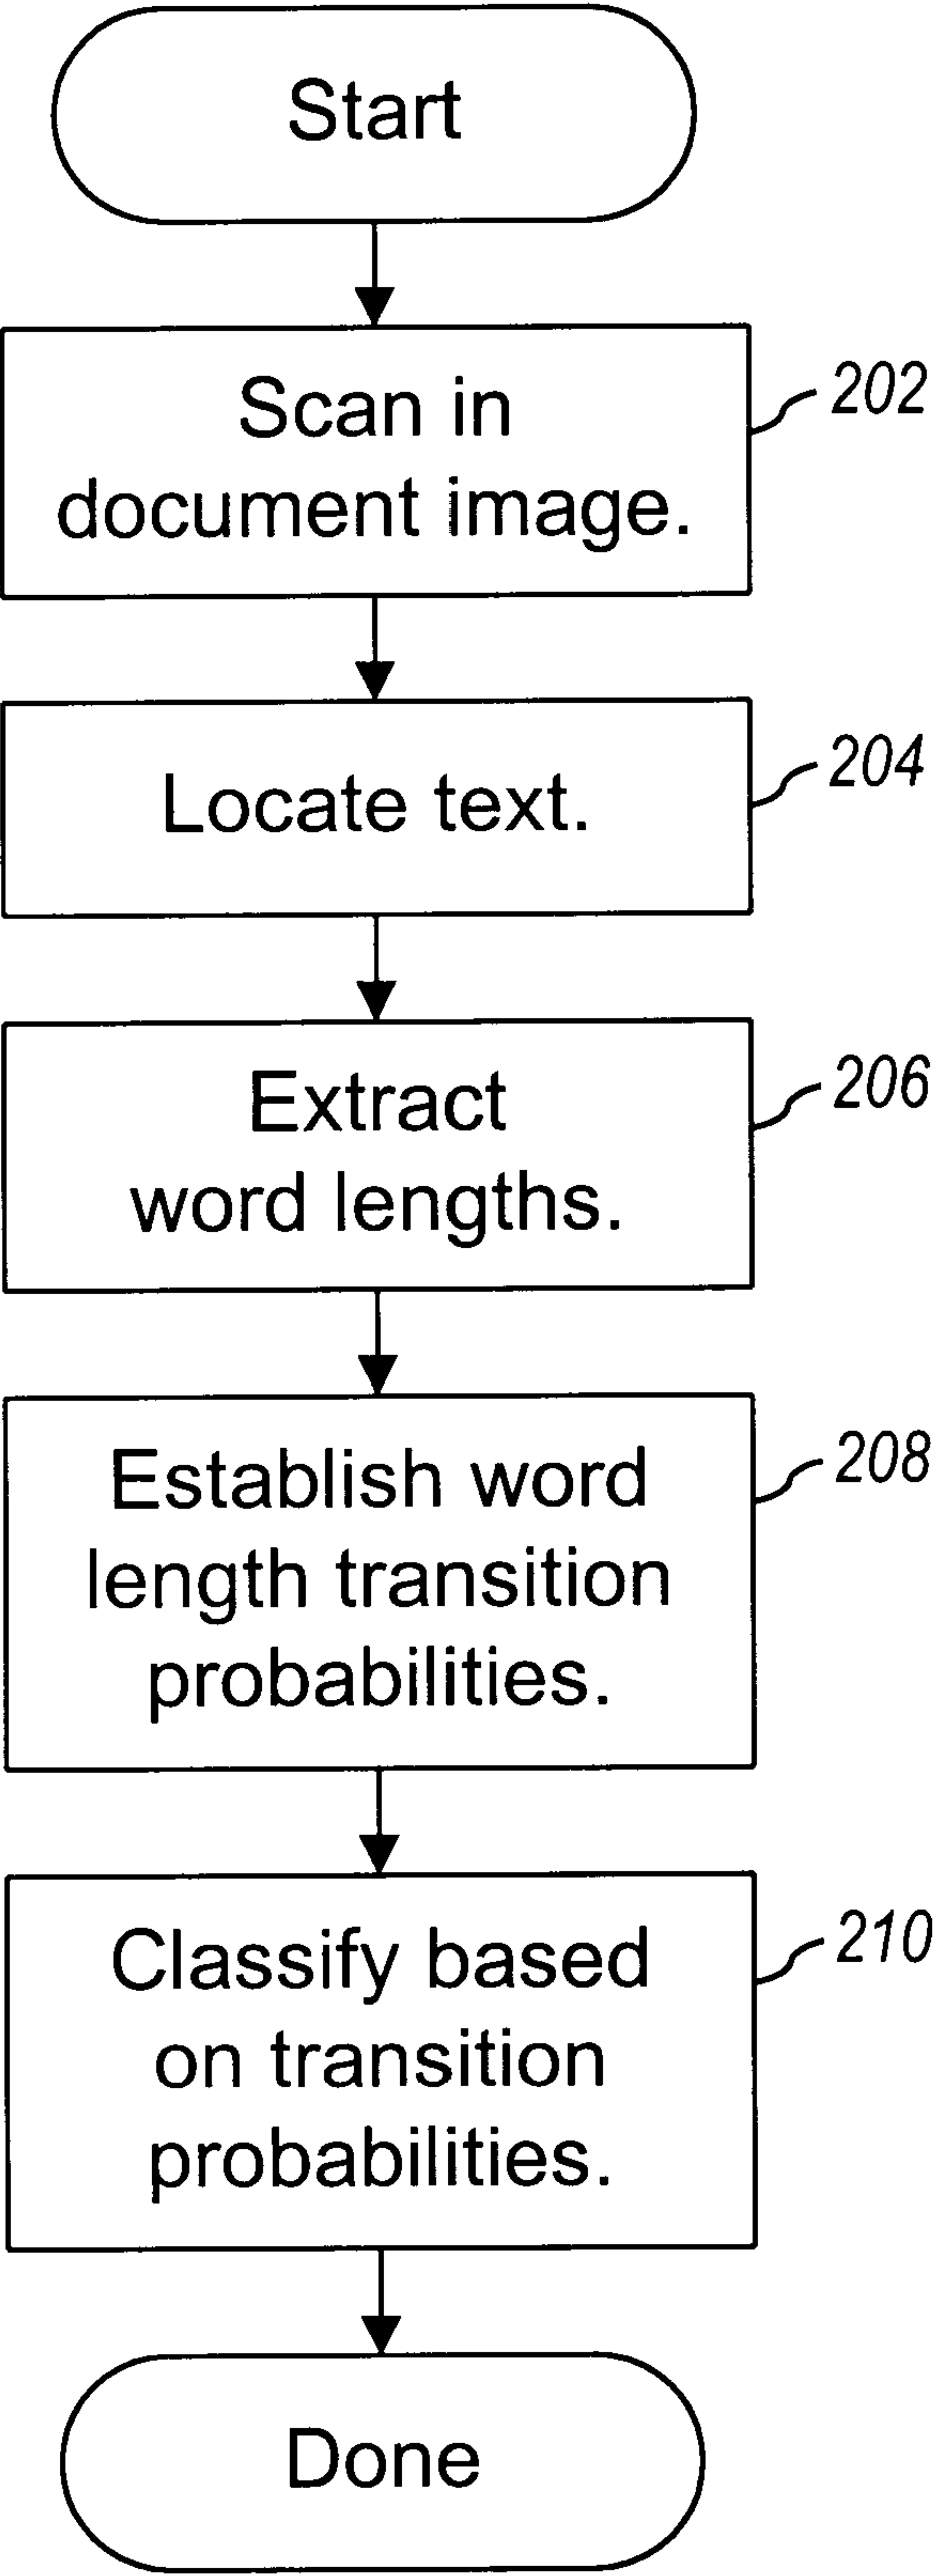 Start
Scan in
document image.
202
Locate text.
204
Extract
word lengths.
206
Establish word
length transition
probabilities.
208
Classify based
on transition
probabilities.
210
Done